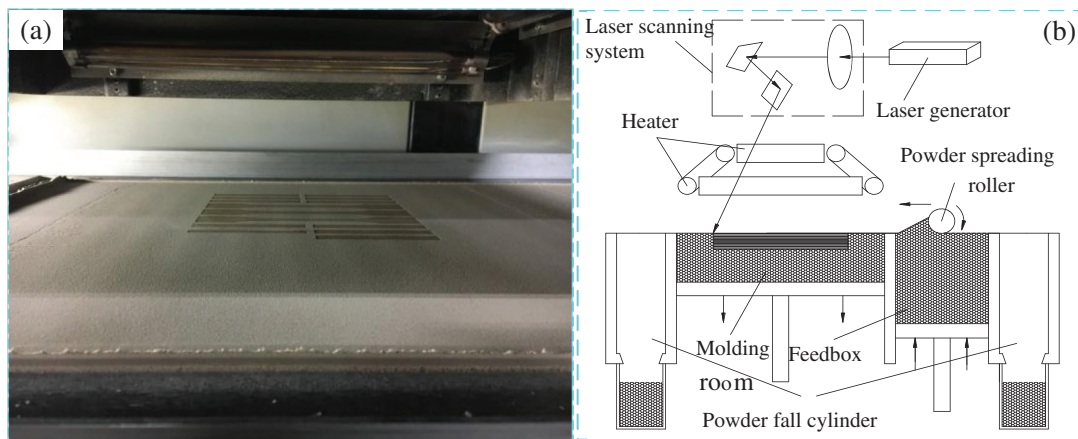 (a)
Laser scanning
system
(b)
Laser generator
Heater
Powder spreading
roller
Molding
room
Feedbox
Powder fall cylinder